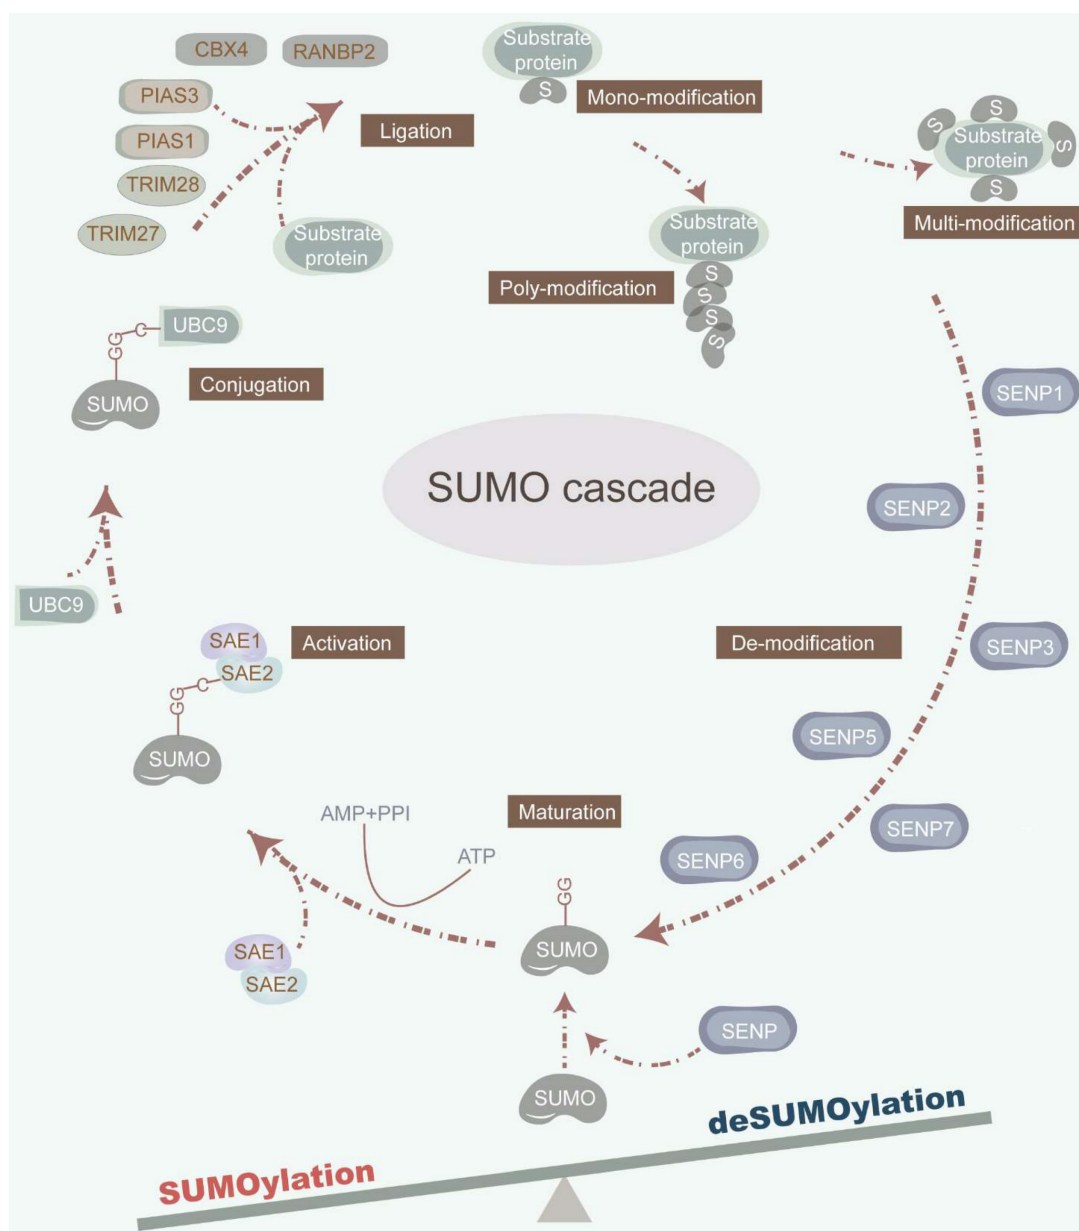 CBX4
RANBP2
PIAS3
PIAS1
TRIM28
TRIM27
Ligation
Substrate
protein
Substrate
protein
S
Mono-modification
Substrate
protein
S
S
S
S
Poly-modification
S
S
S
S
Substrate
protein
Multi-modification
GG
C
UBC9
SUMO
Conjugation
SUMO cascade
SENP1
SENP2
SENP3
SENP5
SENP7
SENP6
De-modification
UBC9
SAE1
SAE2
Activation
GG
C
SUMO
AMP+PPI
ATP
Maturation
GG
SUMO
SAE1
SAE2
SENP
SUMO
deSUMOylation
SUMOylation